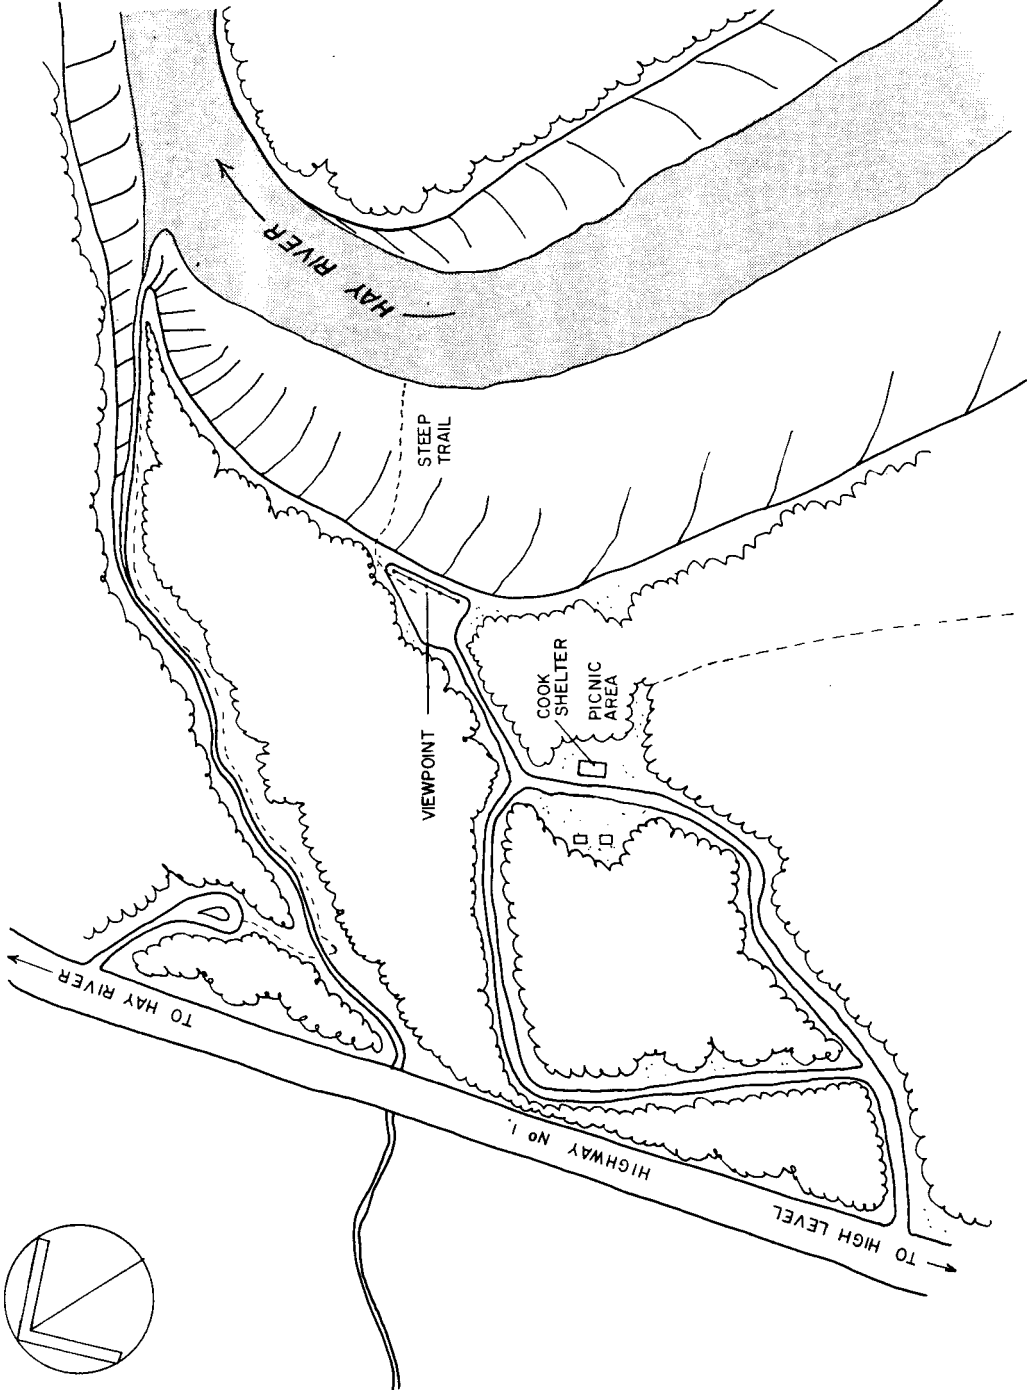 HAY RIVER
STEEP
TRAIL
VIEWPOINT
COOK
SHELTER
PICNIC
AREA
TO HAY RIVER
HIGHWAY No 1.
TO HIGH LEVEL